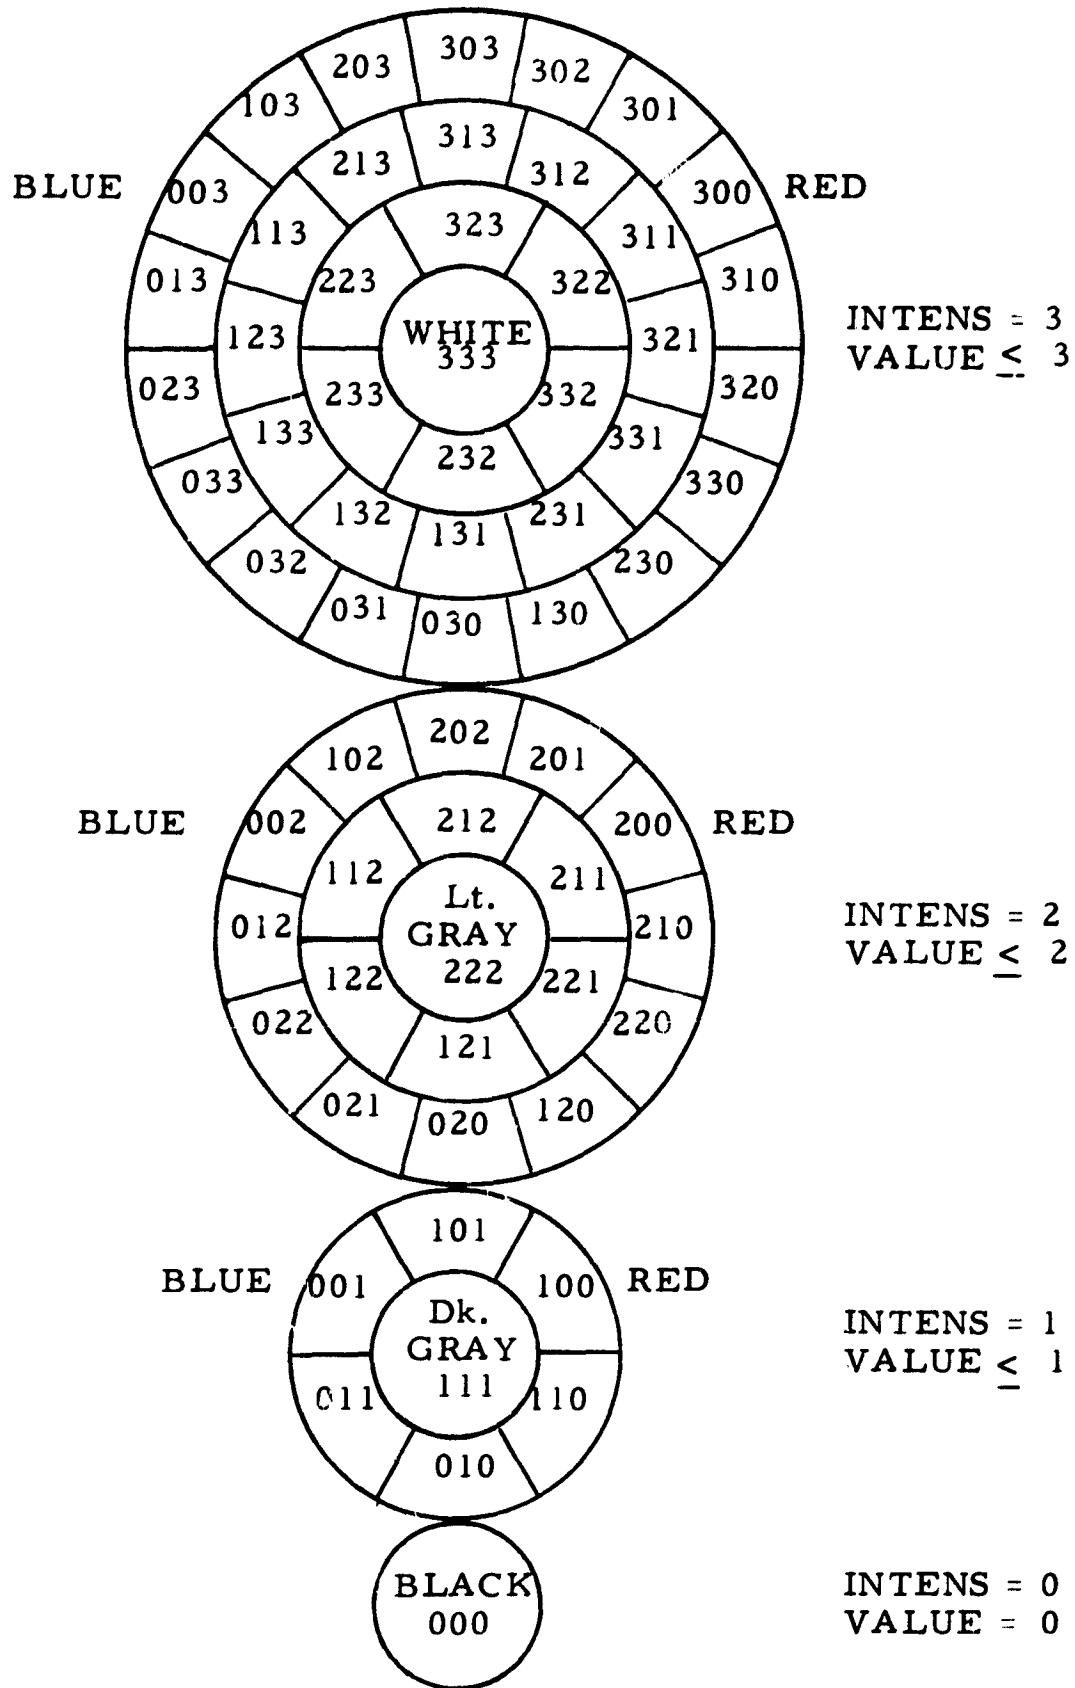 303
203 302
103 301
313
213 312
BLUE 003 300 RED
323
113 311
013 223 322 310
INTENS = 3
123 WHITE 321
333 VALUE ≤ 3
023 233 332 320
133 331
232
033 330
132 131 231
032 230
031 030 130
202
102 201
BLUE 002 212 200 RED
112 211
Lt.
INTENS = 2
012 GRAY 210
VALUE ≤ 2
122 222 221
022 220
121
021 020 120
101
BLUE 001 100 RED
Dk.
INTENS = 1
GRAY
VALUE ≤ 1
011 111 110
010
BLACK INTENS = 0
000 VALUE = 0